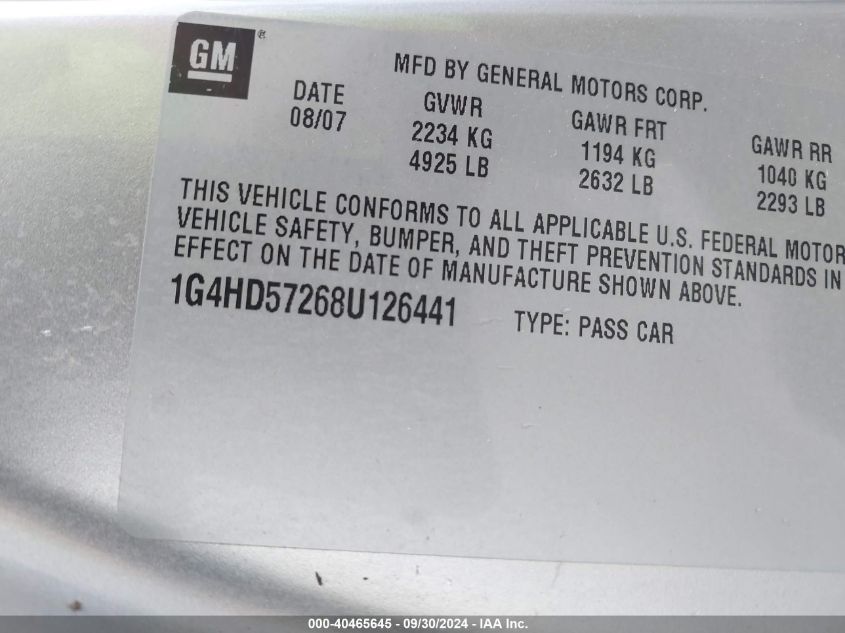 GM®
MFD BY GENERAL MOTORS CORP.
DATE GVWR GAWR FRT GAWR RR
08/07 2234 KG 1194 KG 1040 KG
4925 LB 2632 LB 2293 LB
THIS VEHICLE CONFORMS TO ALL APPLICABLE U.S. FEDERAL MOTOR
VEHICLE SAFETY, BUMPER, AND THEFT PREVENTION STANDARDS IN
EFFECT ON THE DATE OF MANUFACTURE SHOWN ABOVE.
1G4HD57268U126441 TYPE: PASS CAR
000-40465645 - 09/30/2024 - IAA Inc.